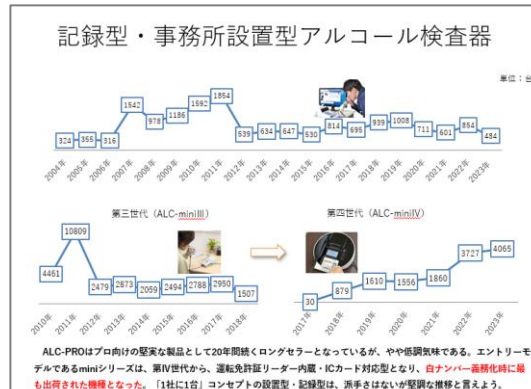 記録型・事務所設置型アルコール検査器
単位：台
324 355 316 1542 978 1186 1592 1854 539 634 647 530 814 695 939 1008 711 601 854 484
2004年 2005年 2006年 2007年 2008年 2009年 2010年 2011年 2012年 2013年 2014年 2015年 2016年 2017年 2018年 2019年 2020年 2021年 2022年 2023年
第三世代（ALC-miniⅢ）
第四世代（ALC-miniIV）
4461 10809 2479 2873 2059 2494 2788 2950 1507
30 879 1610 1556 1860 3727 4065
2010年 2011年 2012年 2013年 2014年 2015年 2016年 2017年 2018年
2017年 2018年 2019年 2020年 2021年 2022年 2023年
ALC-PROはプロ向けの堅実な製品として20年間続くロングセラーとなっているが、やや低調気味である。エントリーモ
デルであるminiシリーズは、第Ⅳ世代から、運転免許証リーダー内蔵・ICカード対応型となり、白ナンバー義務化時に最
も出荷された機種となった。「1社に1台」コンセプトの設置型・記録型は、派手さはないが堅調な推移と言えよう。